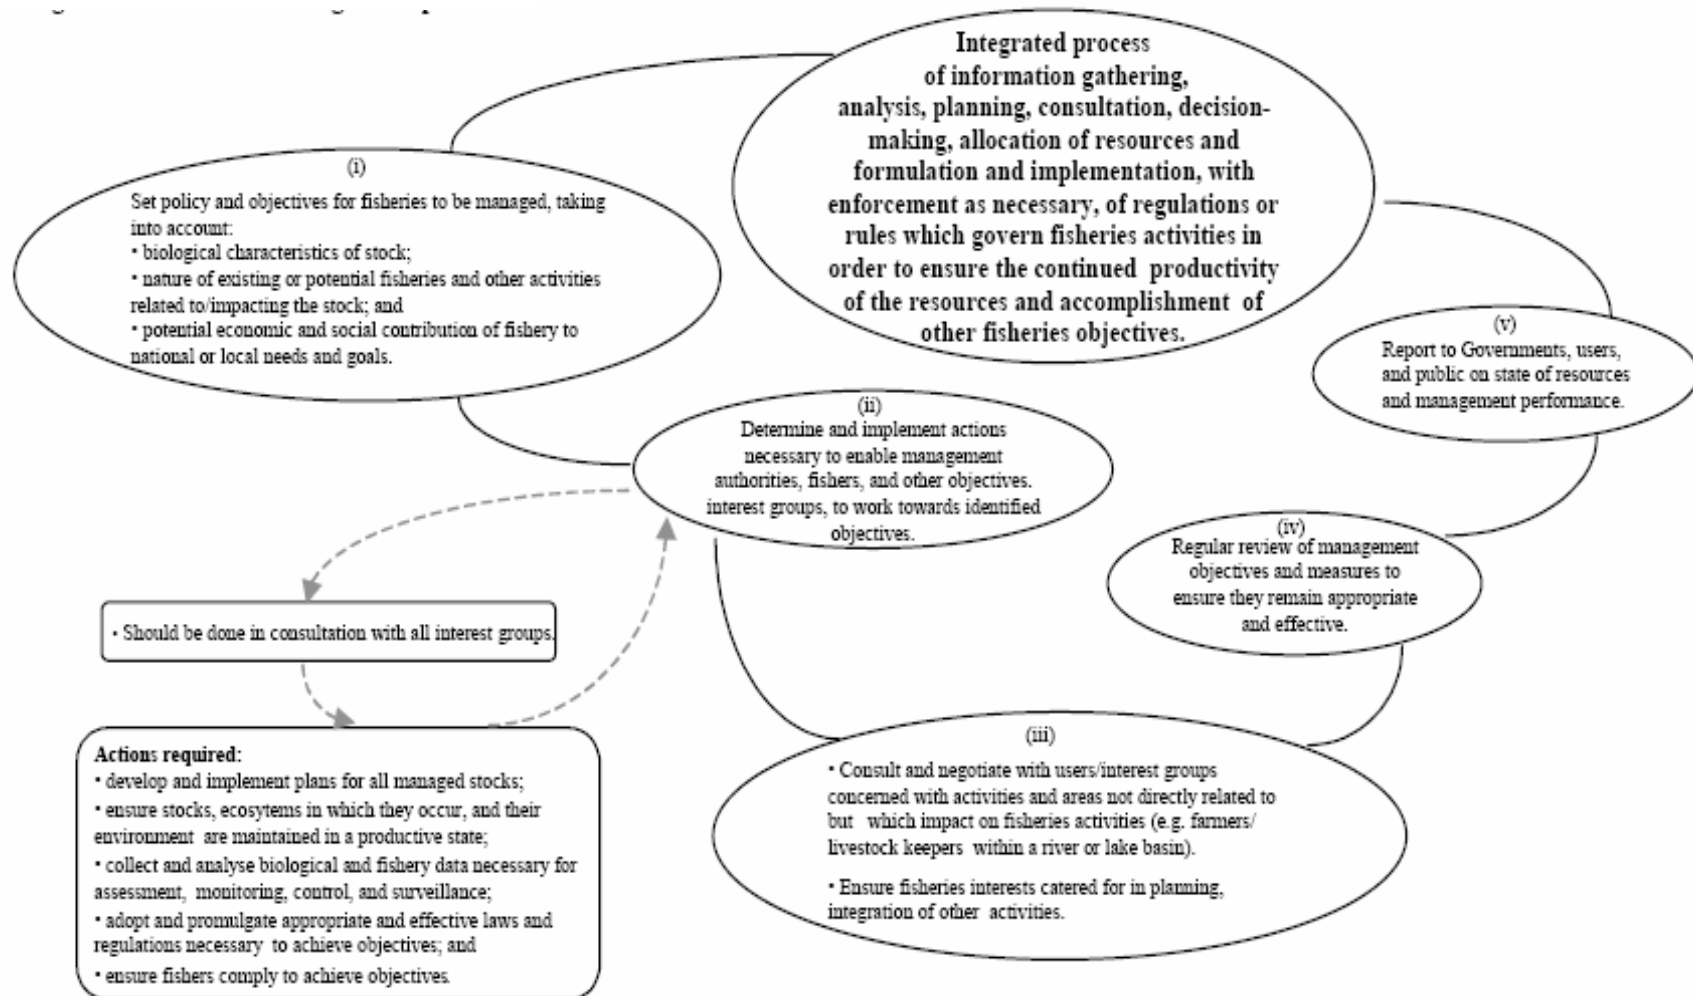 Integrated process
of information gathering,
analysis, planning, consultation, decision-
making, allocation of resources and
formulation and implementation, with
enforcement as necessary, of regulations or
rules which govern fisheries activities in
order to ensure the continued productivity
of the resources and accomplishment of
other fisheries objectives.
(i)
Set policy and objectives for fisheries to be managed, taking
into account:
• biological characteristics of stock;
• nature of existing or potential fisheries and other activities
related to/impacting the stock; and
• potential economic and social contribution of fishery to
national or local needs and goals.
(ii)
Determine and implement actions
necessary to enable management
authorities, fishers, and other objectives.
interest groups, to work towards identified
objectives.
• Should be done in consultation with all interest groups.
Actions required:
• develop and implement plans for all managed stocks;
• ensure stocks, ecosytems in which they occur, and their
environment are maintained in a productive state;
• collect and analyse biological and fishery data necessary for
assessment, monitoring, control, and surveillance;
• adopt and promulgate appropriate and effective laws and
regulations necessary to achieve objectives; and
• ensure fishers comply to achieve objectives.
(iii)
• Consult and negotiate with users/interest groups
concerned with activities and areas not directly related to
but which impact on fisheries activities (e.g. farmers/
livestock keepers within a river or lake basin).
• Ensure fisheries interests catered for in planning,
integration of other activities.
(iv)
Regular review of management
objectives and measures to
ensure they remain appropriate
and effective.
(v)
Report to Governments, users,
and public on state of resources
and management performance.